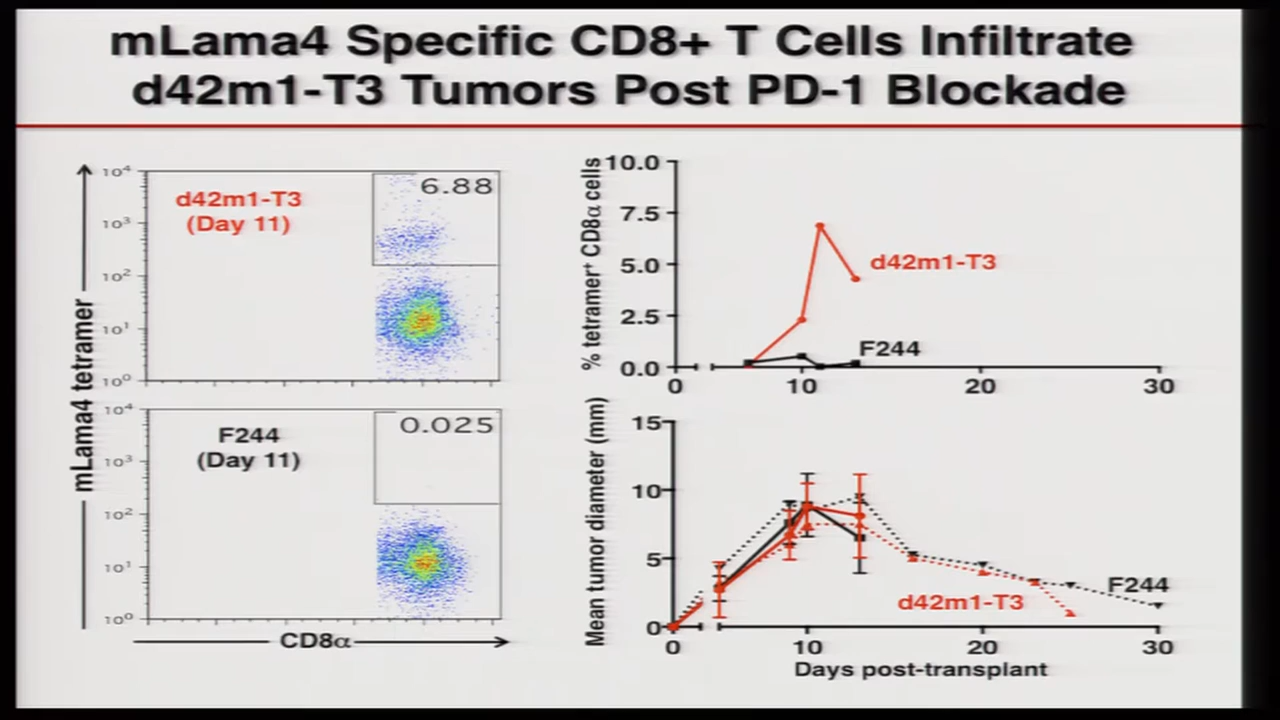 mLama4 Specific CD8+ T Cells Infiltrate
d42m1-T3 Tumors Post PD-1 Blockade
mLama4 tetramer
10⁴
10³
10²
10¹
10⁰
d42m1-T3
(Day 11)
6.88
10⁴
10³
10²
10¹
10⁰
F244
(Day 11)
0.025
CD8α
% tetramer⁺ CD8α cells
10.0
7.5
5.0
2.5
0.0
0 10 20 30
d42m1-T3
F244
Mean tumor diameter (mm)
15
10
5
0
0 10 20 30
F244
d42m1-T3
Days post-transplant